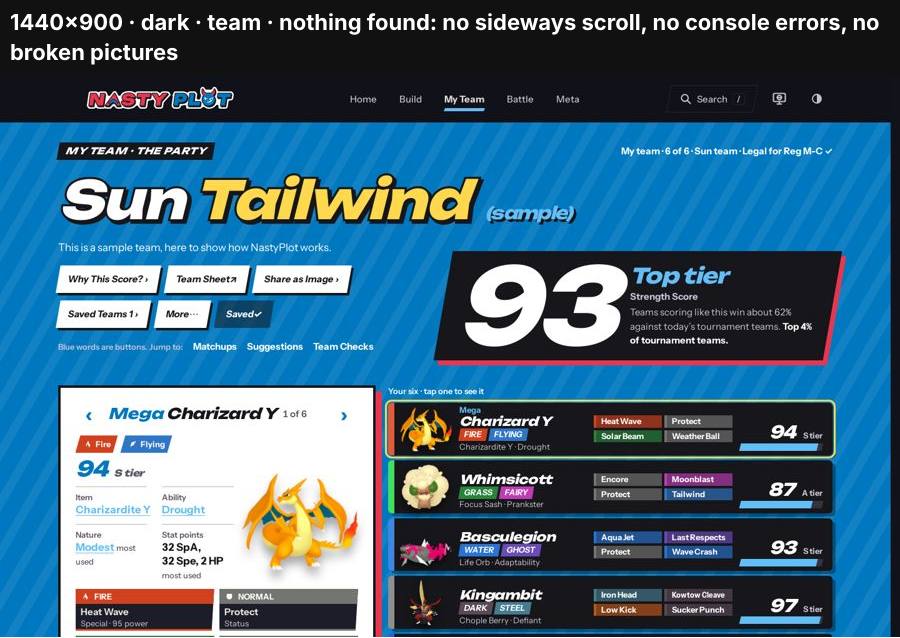 1440×900 · dark · team · nothing found: no sideways scroll, no console errors, no
broken pictures
NASTY PLOT
Home Build My Team Battle Meta
Search /
MY TEAM · THE PARTY
My team · 6 of 6 · Sun team · Legal for Reg M-C ✓
Sun Tailwind (sample)
This is a sample team, here to show how NastyPlot works.
Why This Score? › Team Sheet↗ Share as Image ›
Saved Teams 1 › More··· Saved✓
Blue words are buttons. Jump to: Matchups Suggestions Team Checks
93 Top tier
Strength Score
Teams scoring like this win about 62%
against today's tournament teams. Top 4%
of tournament teams.
‹ Mega Charizard Y 1 of 6 ›
Fire Flying
94 S tier
Item Ability
Charizardite Y Drought
Nature Stat points
Modest most used
32 SpA,
32 Spe, 2 HP
most used
FIRE NORMAL
Heat Wave Protect
Special · 95 power Status
Your six · tap one to see it
Mega
Charizard Y
FIRE FLYING
Charizardite Y · Drought
Heat Wave Protect
Solar Beam Weather Ball
94 S tier
Whimsicott
GRASS FAIRY
Focus Sash · Prankster
Encore Moonblast
Protect Tailwind
87 A tier
Basculegion
WATER GHOST
Life Orb · Adaptability
Aqua Jet Last Respects
Protect Wave Crash
93 S tier
Kingambit
DARK STEEL
Chople Berry · Defiant
Iron Head Kowtow Cleave
Low Kick Sucker Punch
97 S tier